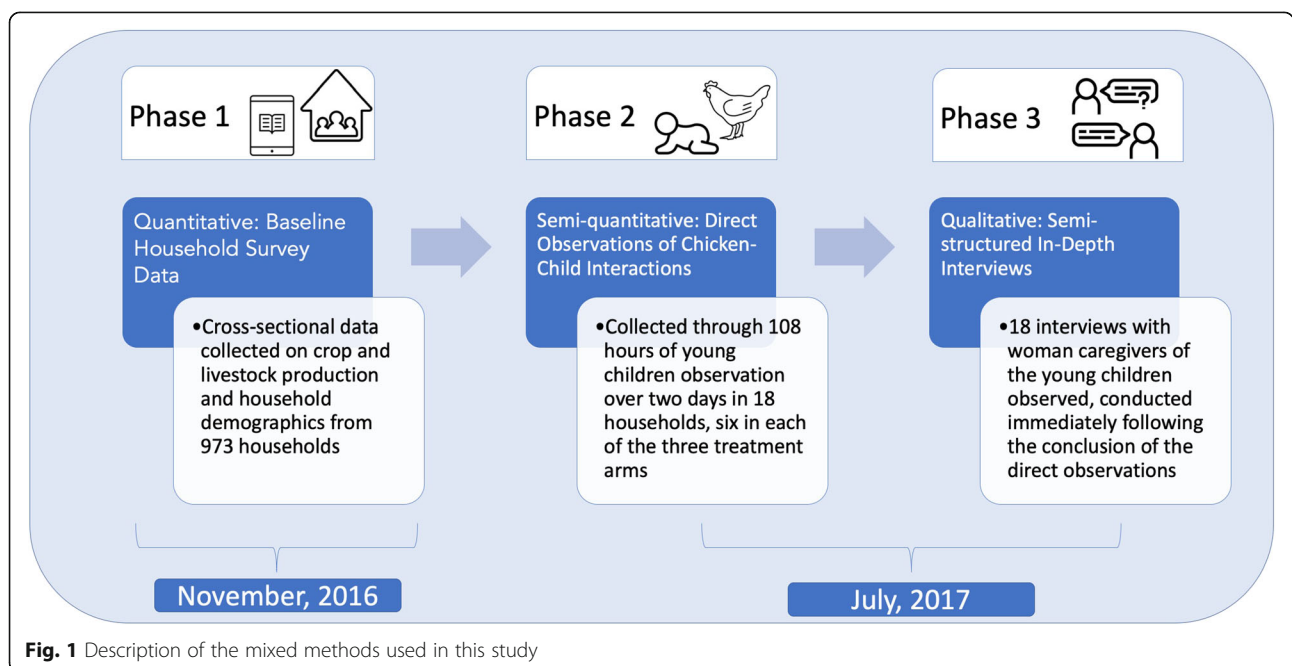 Phase 1
Phase 2
Phase 3
?
Quantitative: Baseline
Household Survey
Data
•Cross-sectional data
collected on crop and
livestock production
and household
demographics from
973 households
Semi-quantitative: Direct
Observations of Chicken-
Child Interactions
•Collected through 108
hours of young
children observation
over two days in 18
households, six in each
of the three treatment
arms
Qualitative: Semi-
structured In-Depth
Interviews
•18 interviews with
woman caregivers of
the young children
observed, conducted
immediately following
the conclusion of the
direct observations
November, 2016
July, 2017
Fig. 1 Description of the mixed methods used in this study